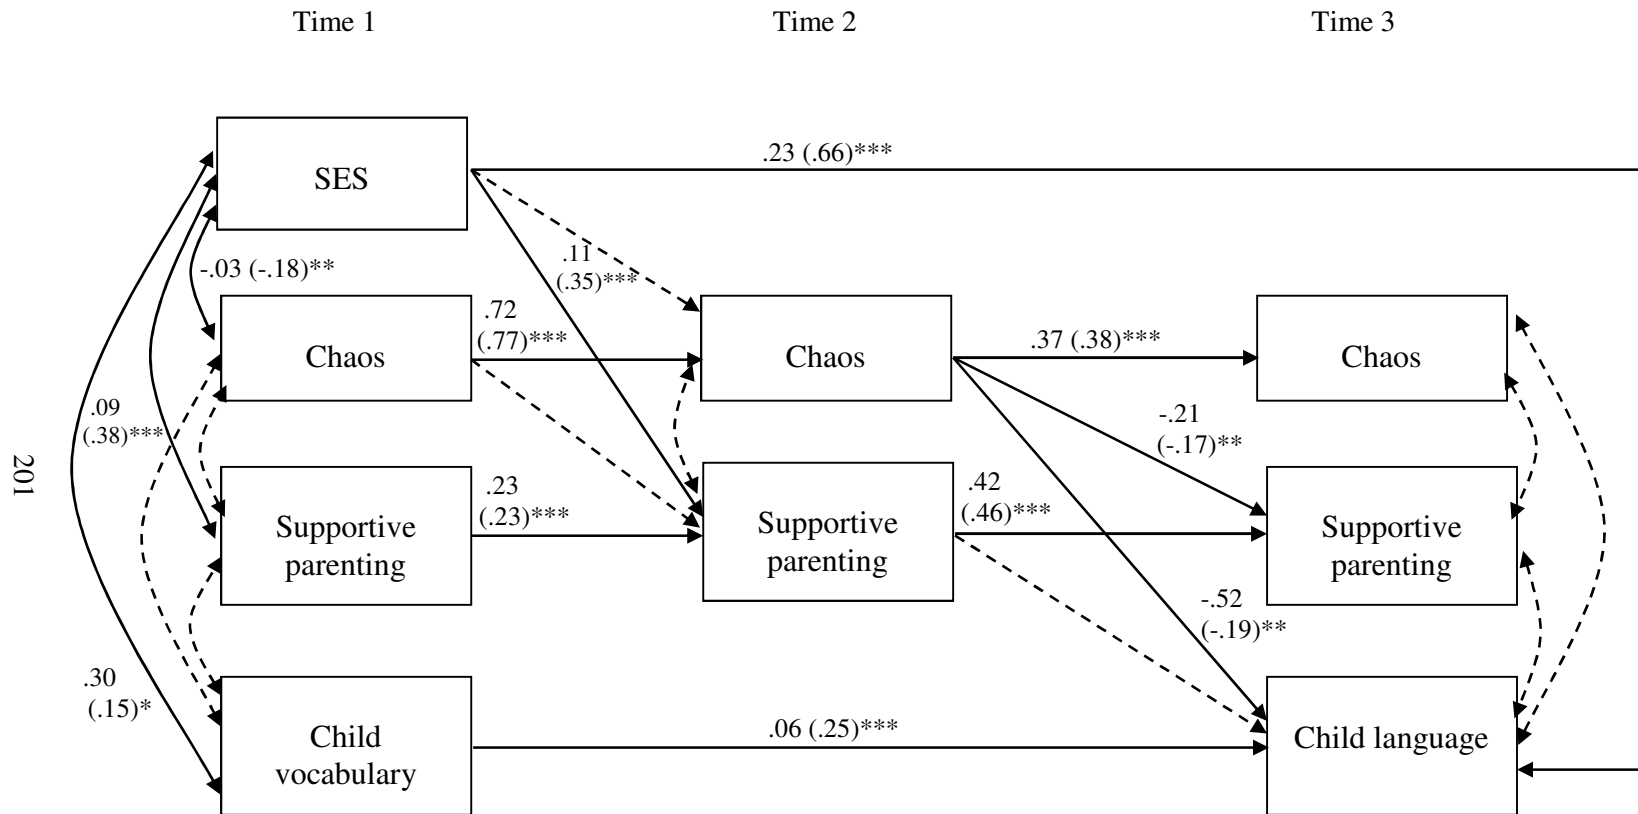 Time 1
Time 2
Time 3
.23 (.66)***
SES
.11
(.35)***
-.03 (-.18)**
.72
(.77)***
Chaos
Chaos
.37 (.38)***
Chaos
.09
(.38)***
-.21
(-.17)**
201
.23
(.23)***
.42
(.46)***
Supportive
parenting
Supportive
parenting
Supportive
parenting
-.52
(-.19)**
.30
(.15)*
Child
vocabulary
.06 (.25)***
Child language